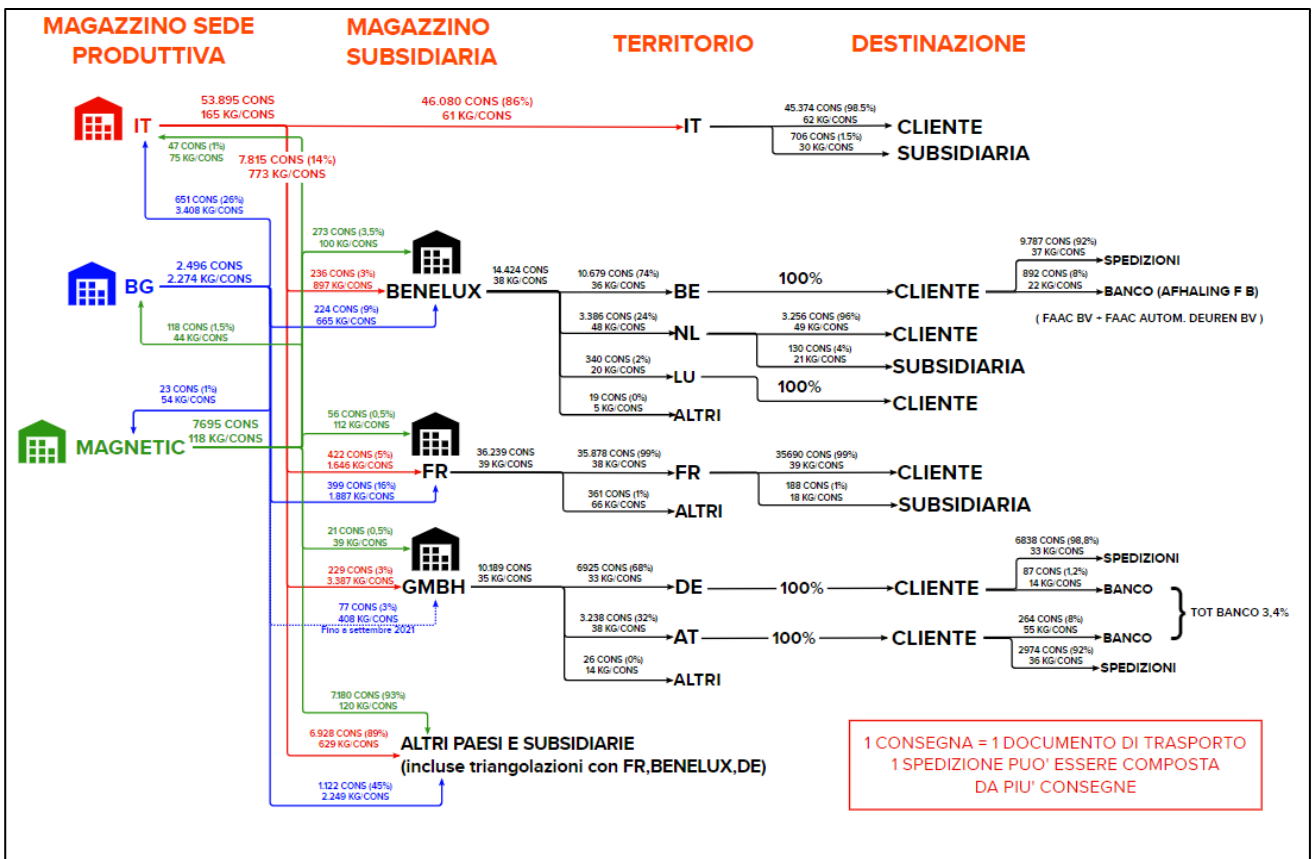 MAGAZZINO SEDE
PRODUTTIVA
MAGAZZINO
SUBSIDIARIA
TERRITORIO
DESTINAZIONE
IT
53.895 CONS
165 KG/CONS
46.080 CONS (86%)
61 KG/CONS
IT
45.374 CONS (98.5%)
62 KG/CONS
CLIENTE
706 CONS (1.5%)
30 KG/CONS
SUBSIDIARIA
47 CONS (1%)
75 KG/CONS
7.815 CONS (14%)
773 KG/CONS
651 CONS (26%)
3.408 KG/CONS
BG
2.496 CONS
2.274 KG/CONS
118 CONS (1,5%)
44 KG/CONS
23 CONS (1%)
54 KG/CONS
MAGNETIC
7695 CONS
118 KG/CONS
273 CONS (3,5%)
100 KG/CONS
236 CONS (3%)
897 KG/CONS
BENELUX
224 CONS (9%)
665 KG/CONS
14.424 CONS
38 KG/CONS
10.679 CONS (74%)
36 KG/CONS
BE
100%
CLIENTE
9.787 CONS (92%)
37 KG/CONS
SPEDIZIONI
892 CONS (8%)
22 KG/CONS
BANCO (AFHALING F B)
( FAAC BV + FAAC AUTOM. DEUREN BV )
3.386 CONS (24%)
48 KG/CONS
NL
3.256 CONS (96%)
49 KG/CONS
CLIENTE
130 CONS (4%)
21 KG/CONS
SUBSIDIARIA
340 CONS (2%)
20 KG/CONS
LU
100%
CLIENTE
19 CONS (0%)
5 KG/CONS
ALTRI
56 CONS (0,5%)
112 KG/CONS
422 CONS (5%)
1.646 KG/CONS
FR
399 CONS (16%)
1.887 KG/CONS
36.239 CONS
39 KG/CONS
35.878 CONS (99%)
38 KG/CONS
FR
35690 CONS (99%)
39 KG/CONS
CLIENTE
188 CONS (1%)
18 KG/CONS
SUBSIDIARIA
361 CONS (1%)
66 KG/CONS
ALTRI
21 CONS (0,5%)
39 KG/CONS
229 CONS (3%)
3.387 KG/CONS
GMBH
77 CONS (3%)
408 KG/CONS
Fino a settembre 2021
10.189 CONS
35 KG/CONS
6925 CONS (68%)
33 KG/CONS
DE
100%
CLIENTE
6838 CONS (98,8%)
33 KG/CONS
SPEDIZIONI
87 CONS (1,2%)
14 KG/CONS
BANCO
TOT BANCO 3,4%
3.238 CONS (32%)
38 KG/CONS
AT
100%
CLIENTE
264 CONS (8%)
55 KG/CONS
BANCO
2974 CONS (92%)
36 KG/CONS
SPEDIZIONI
26 CONS (0%)
14 KG/CONS
ALTRI
7.180 CONS (93%)
120 KG/CONS
6.928 CONS (89%)
629 KG/CONS
ALTRI PAESI E SUBSIDIARIE
(incluse triangolazioni con FR,BENELUX,DE)
1.122 CONS (45%)
2.249 KG/CONS
1 CONSEGNA = 1 DOCUMENTO DI TRASPORTO
1 SPEDIZIONE PUO' ESSERE COMPOSTA
DA PIU' CONSEGNE